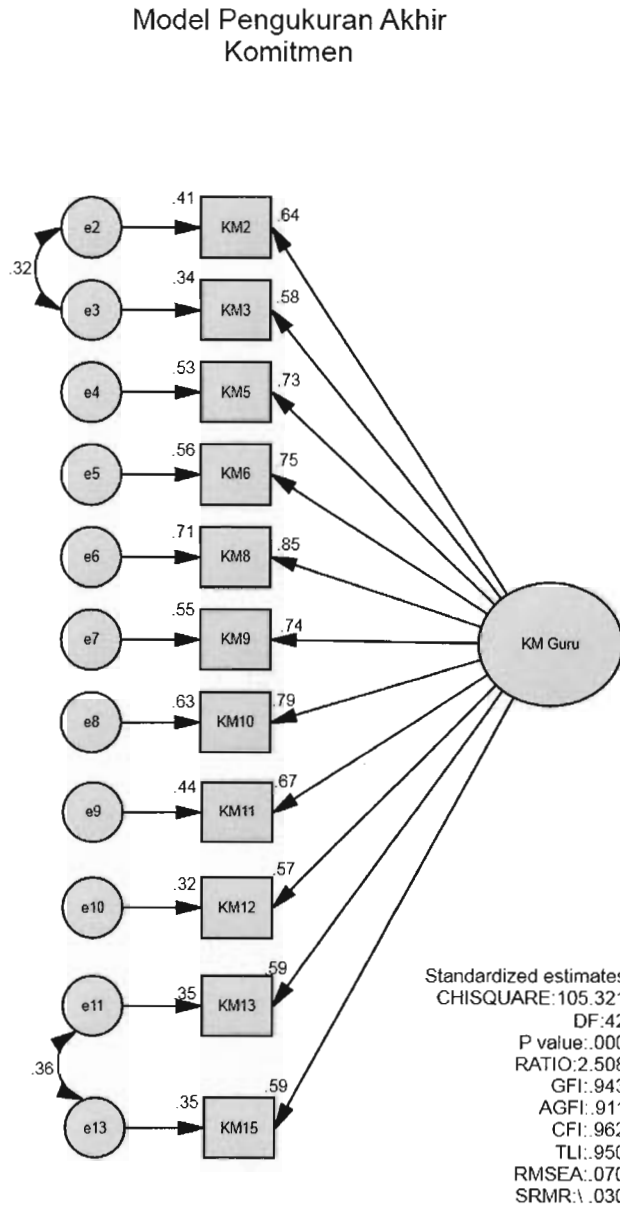 Model Pengukuran Akhir
Komitmen
.41
.64
e2
KM2
.32
.34
.58
e3
KM3
.53
.73
e4
KM5
.56
.75
e5
KM6
.71
.85
e6
KM8
.55
.74
e7
KM9
KM Guru
.63
.79
e8
KM10
.44
.67
e9
KM11
.32
.57
e10
KM12
.35
.59
e11
KM13
.36
.35
.59
e13
KM15
Standardized estimates
CHISQUARE:105.321
DF:42
P value:.000
RATIO:2.508
GFI:.943
AGFI:.911
CFI:.962
TLI:.950
RMSEA:.070
SRMR:\ .030